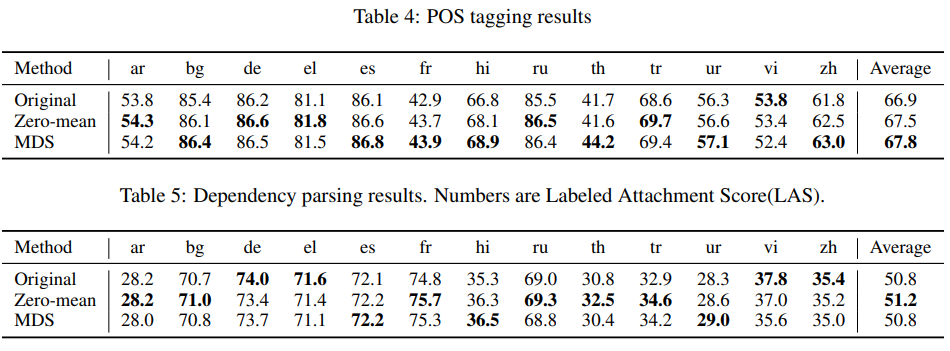 Table 4: POS tagging results
Method ar bg de el es fr hi ru th tr ur vi zh Average
Original 53.8 85.4 86.2 81.1 86.1 42.9 66.8 85.5 41.7 68.6 56.3 53.8 61.8 66.9
Zero-mean 54.3 86.1 86.6 81.8 86.6 43.7 68.1 86.5 41.6 69.7 56.6 53.4 62.5 67.5
MDS 54.2 86.4 86.5 81.5 86.8 43.9 68.9 86.4 44.2 69.4 57.1 52.4 63.0 67.8
Table 5: Dependency parsing results. Numbers are Labeled Attachment Score(LAS).
Method ar bg de el es fr hi ru th tr ur vi zh Average
Original 28.2 70.7 74.0 71.6 72.1 74.8 35.3 69.0 30.8 32.9 28.3 37.8 35.4 50.8
Zero-mean 28.2 71.0 73.4 71.4 72.2 75.7 36.3 69.3 32.5 34.6 28.6 37.0 35.2 51.2
MDS 28.0 70.8 73.7 71.1 72.2 75.3 36.5 68.8 30.4 34.2 29.0 35.6 35.0 50.8